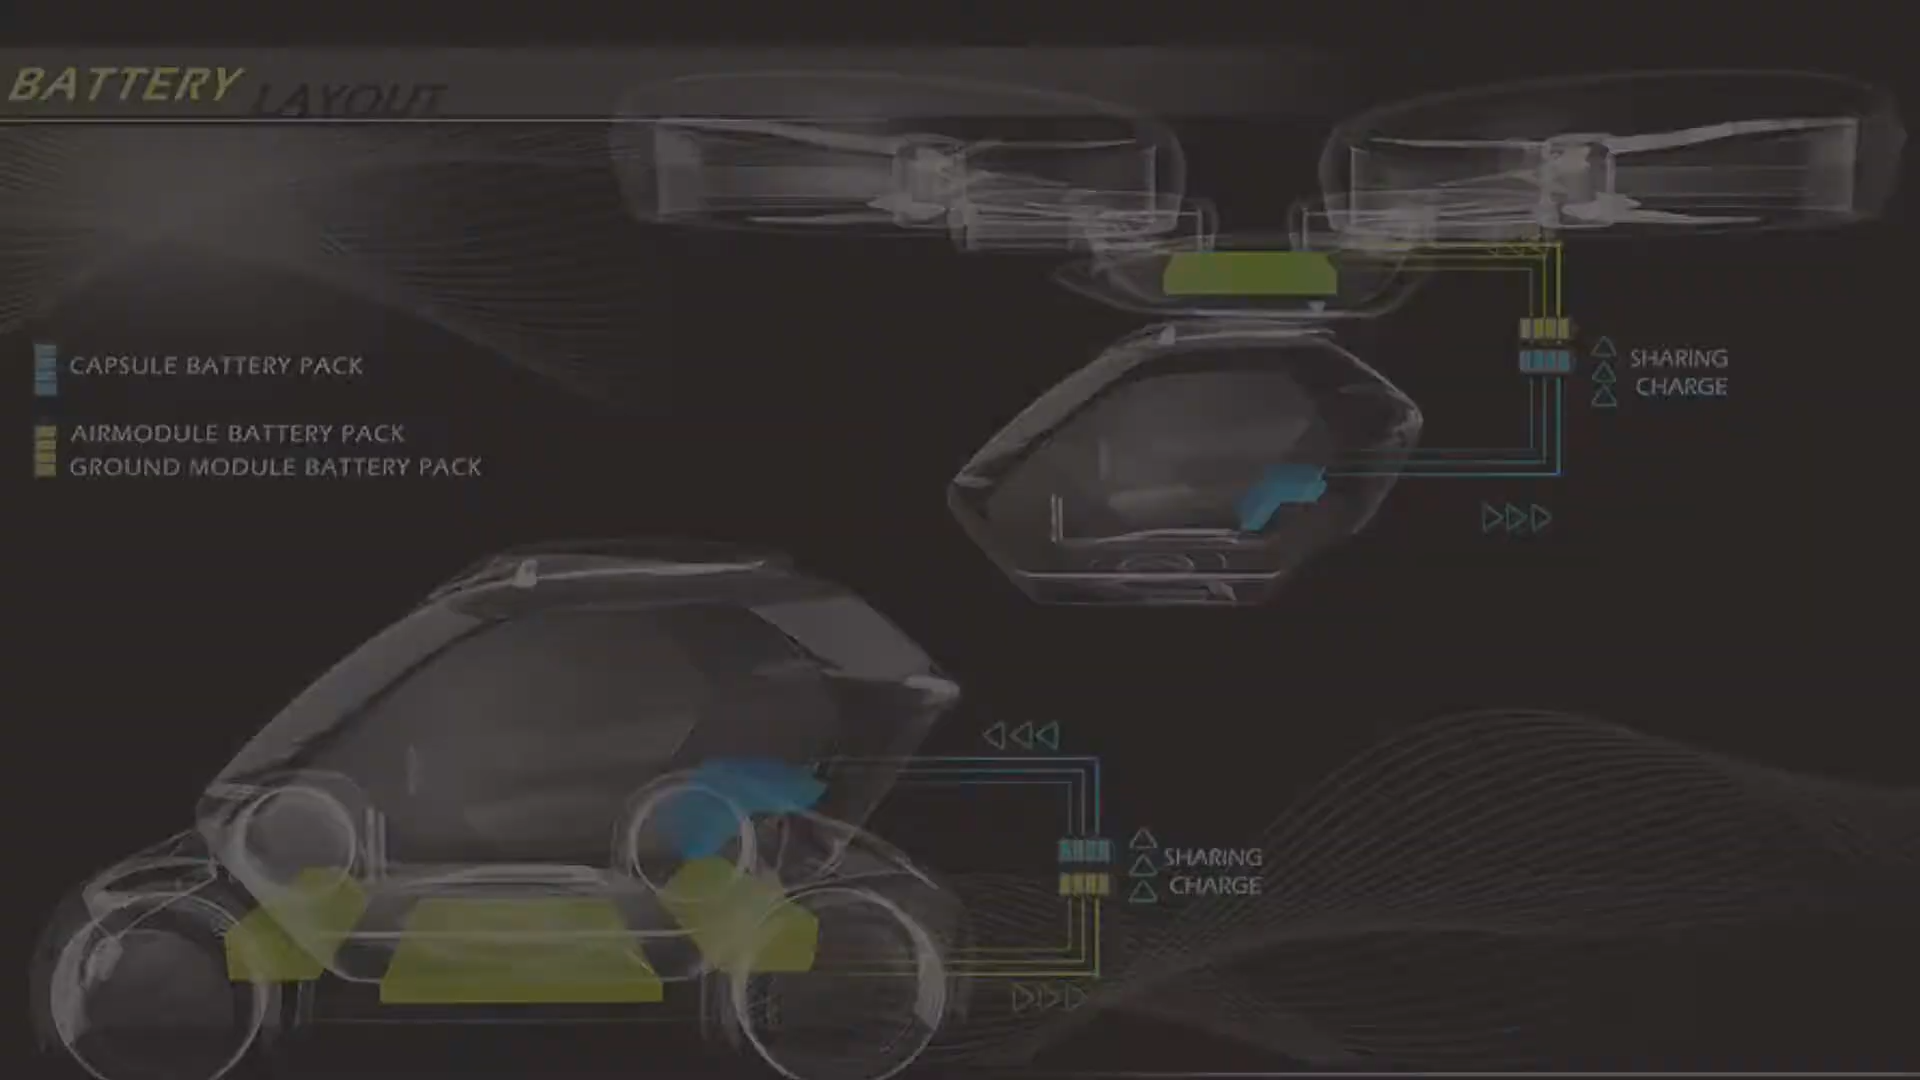 BATTERY
LAYOUT
SHARING
CHARGE
CAPSULE BATTERY PACK
AIRMODULE BATTERY PACK
GROUND MODULE BATTERY PACK
SHARING
CHARGE